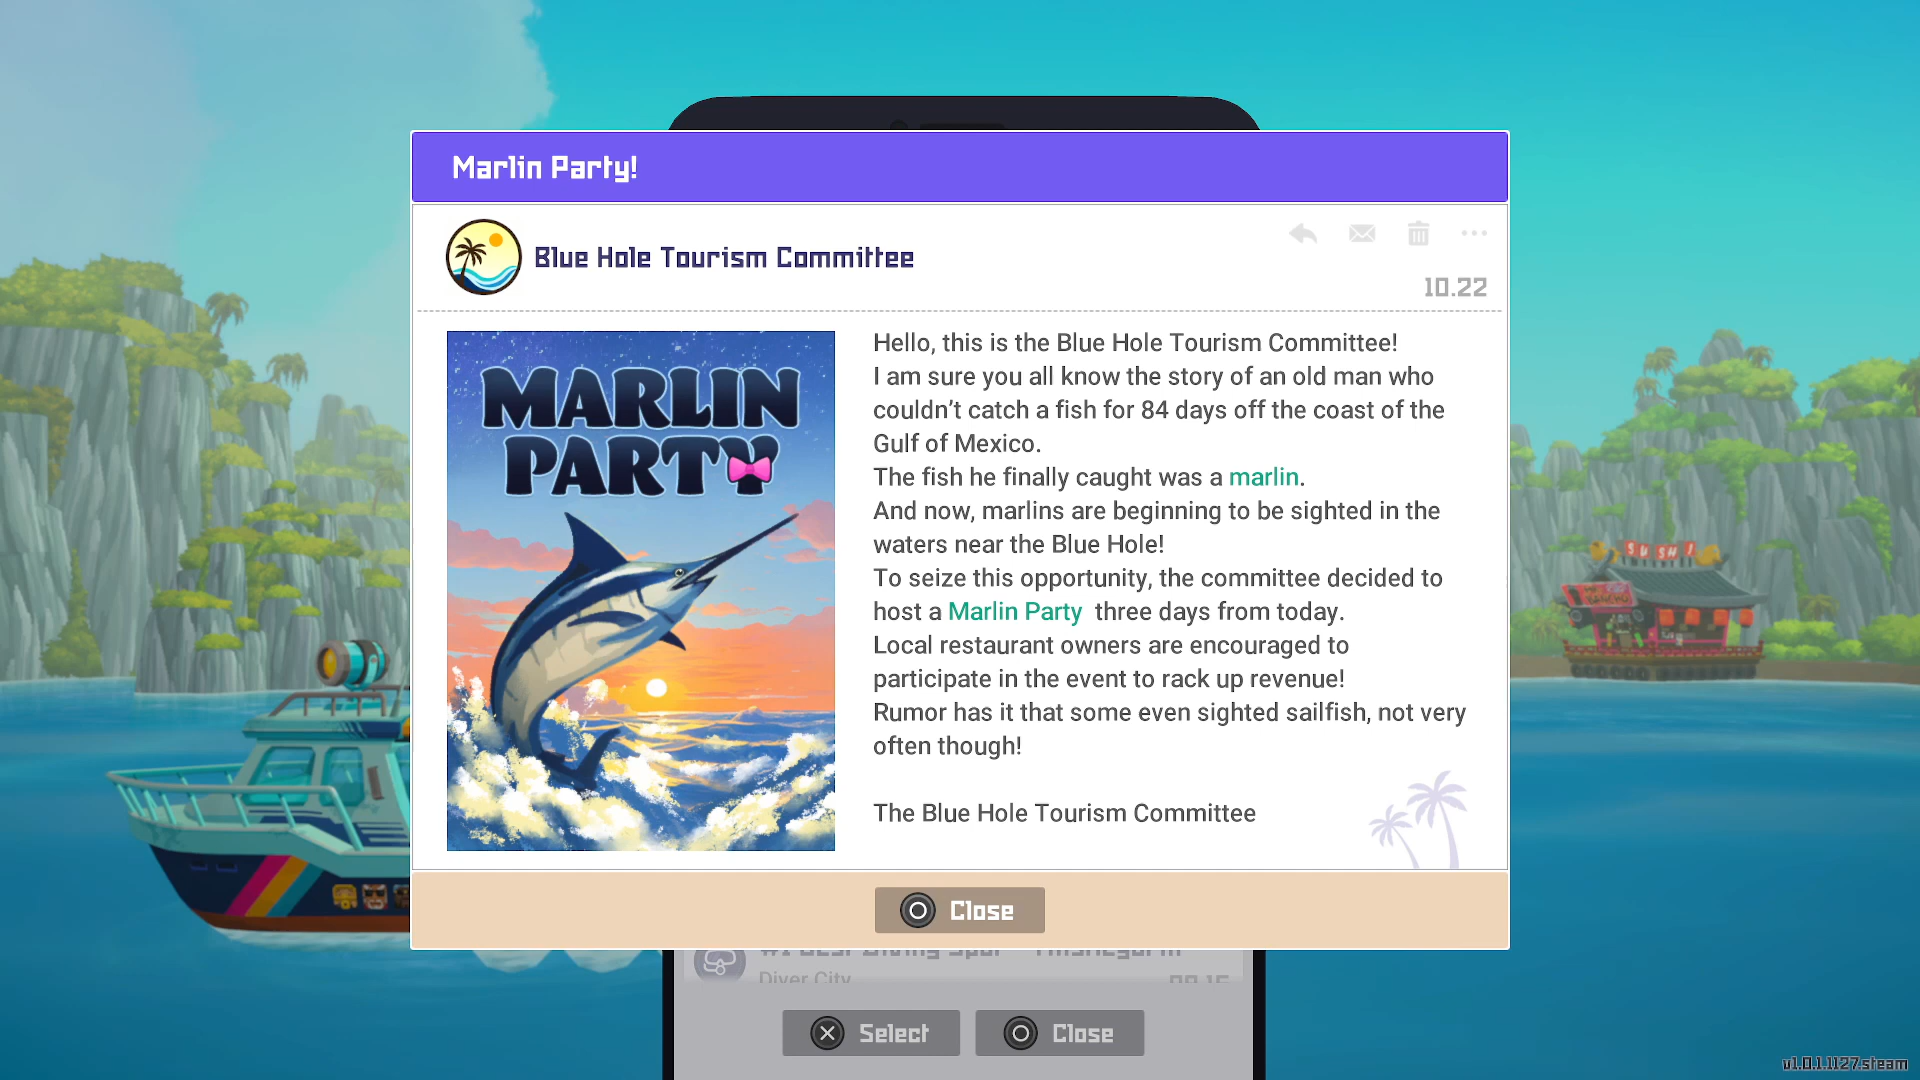 Marlin Party!
Blue Hole Tourism Committee
10.22
MARLIN
PARTY
Hello, this is the Blue Hole Tourism Committee!
I am sure you all know the story of an old man who
couldn’t catch a fish for 84 days off the coast of the
Gulf of Mexico.
The fish he finally caught was a marlin.
And now, marlins are beginning to be sighted in the
waters near the Blue Hole!
To seize this opportunity, the committee decided to
host a Marlin Party three days from today.
Local restaurant owners are encouraged to
participate in the event to rack up revenue!
Rumor has it that some even sighted sailfish, not very
often though!
The Blue Hole Tourism Committee
SUSHI
Close
Diver City
Select
Close
v1.0.1.1127.steam